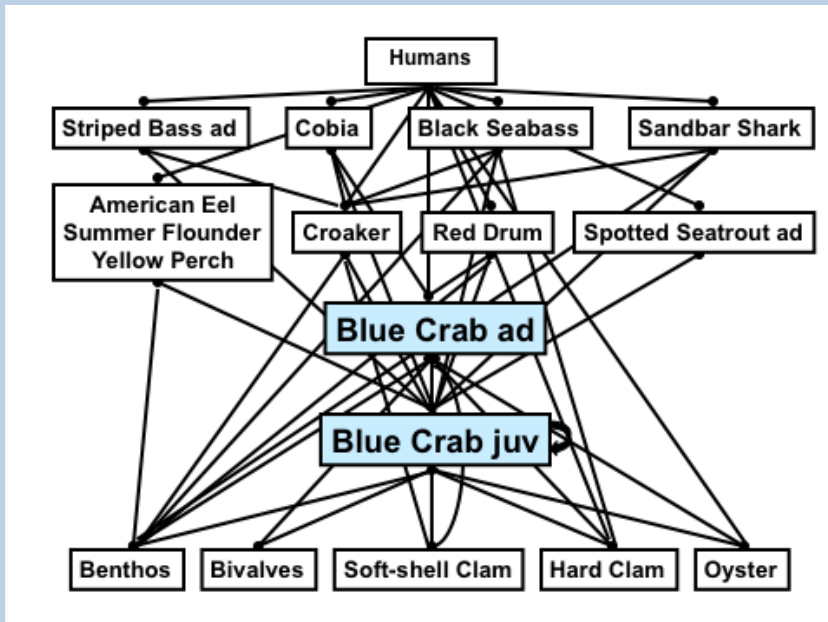 Humans
Striped Bass ad
Cobia
Black Seabass
Sandbar Shark
American Eel
Summer Flounder
Yellow Perch
Croaker
Red Drum
Spotted Seatrout ad
Blue Crab ad
Blue Crab juv
Benthos
Bivalves
Soft-shell Clam
Hard Clam
Oyster